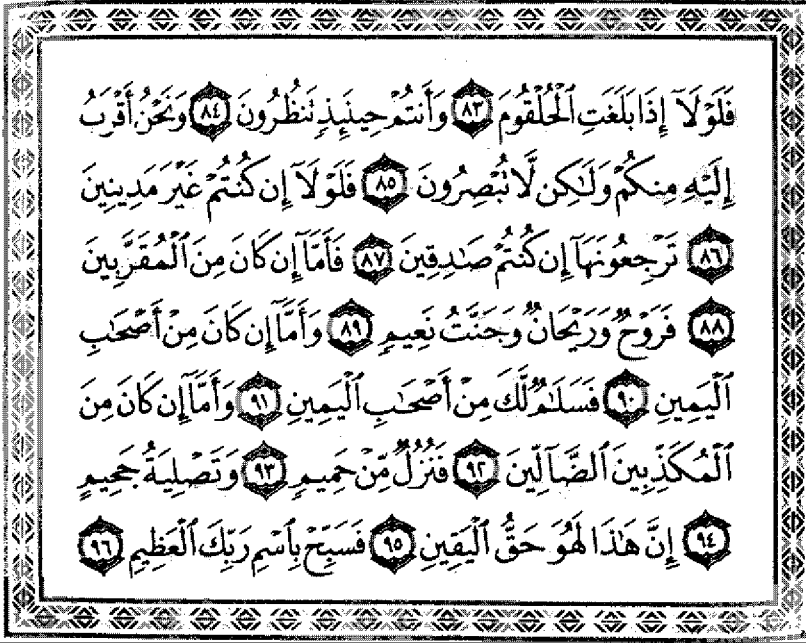 فَلَوْلَآ إِذَا بَلَغَتِ ٱلْحُلْقُومَ ٨٣ وَأَنتُمْ حِينَئِذٍ تَنظُرُونَ ٨٤ وَنَحْنُ أَقْرَبُ
إِلَيْهِ مِنكُمْ وَلَٰكِن لَّا تُبْصِرُونَ ٨٥ فَلَوْلَآ إِن كُنتُمْ غَيْرَ مَدِينِينَ
٨٦ تَرْجِعُونَهَآ إِن كُنتُمْ صَٰدِقِينَ ٨٧ فَأَمَّآ إِن كَانَ مِنَ ٱلْمُقَرَّبِينَ
٨٨ فَرَوْحٌ وَرَيْحَانٌ وَجَنَّتُ نَعِيمٍ ٨٩ وَأَمَّآ إِن كَانَ مِنْ أَصْحَٰبِ
ٱلْيَمِينِ ٩٠ فَسَلَٰمٌ لَّكَ مِنْ أَصْحَٰبِ ٱلْيَمِينِ ٩١ وَأَمَّآ إِن كَانَ مِنَ
ٱلْمُكَذِّبِينَ ٱلضَّآلِّينَ ٩٢ فَنُزُلٌ مِّنْ حَمِيمٍ ٩٣ وَتَصْلِيَةُ جَحِيمٍ
٩٤ إِنَّ هَٰذَا لَهُوَ حَقُّ ٱلْيَقِينِ ٩٥ فَسَبِّحْ بِٱسْمِ رَبِّكَ ٱلْعَظِيمِ ٩٦